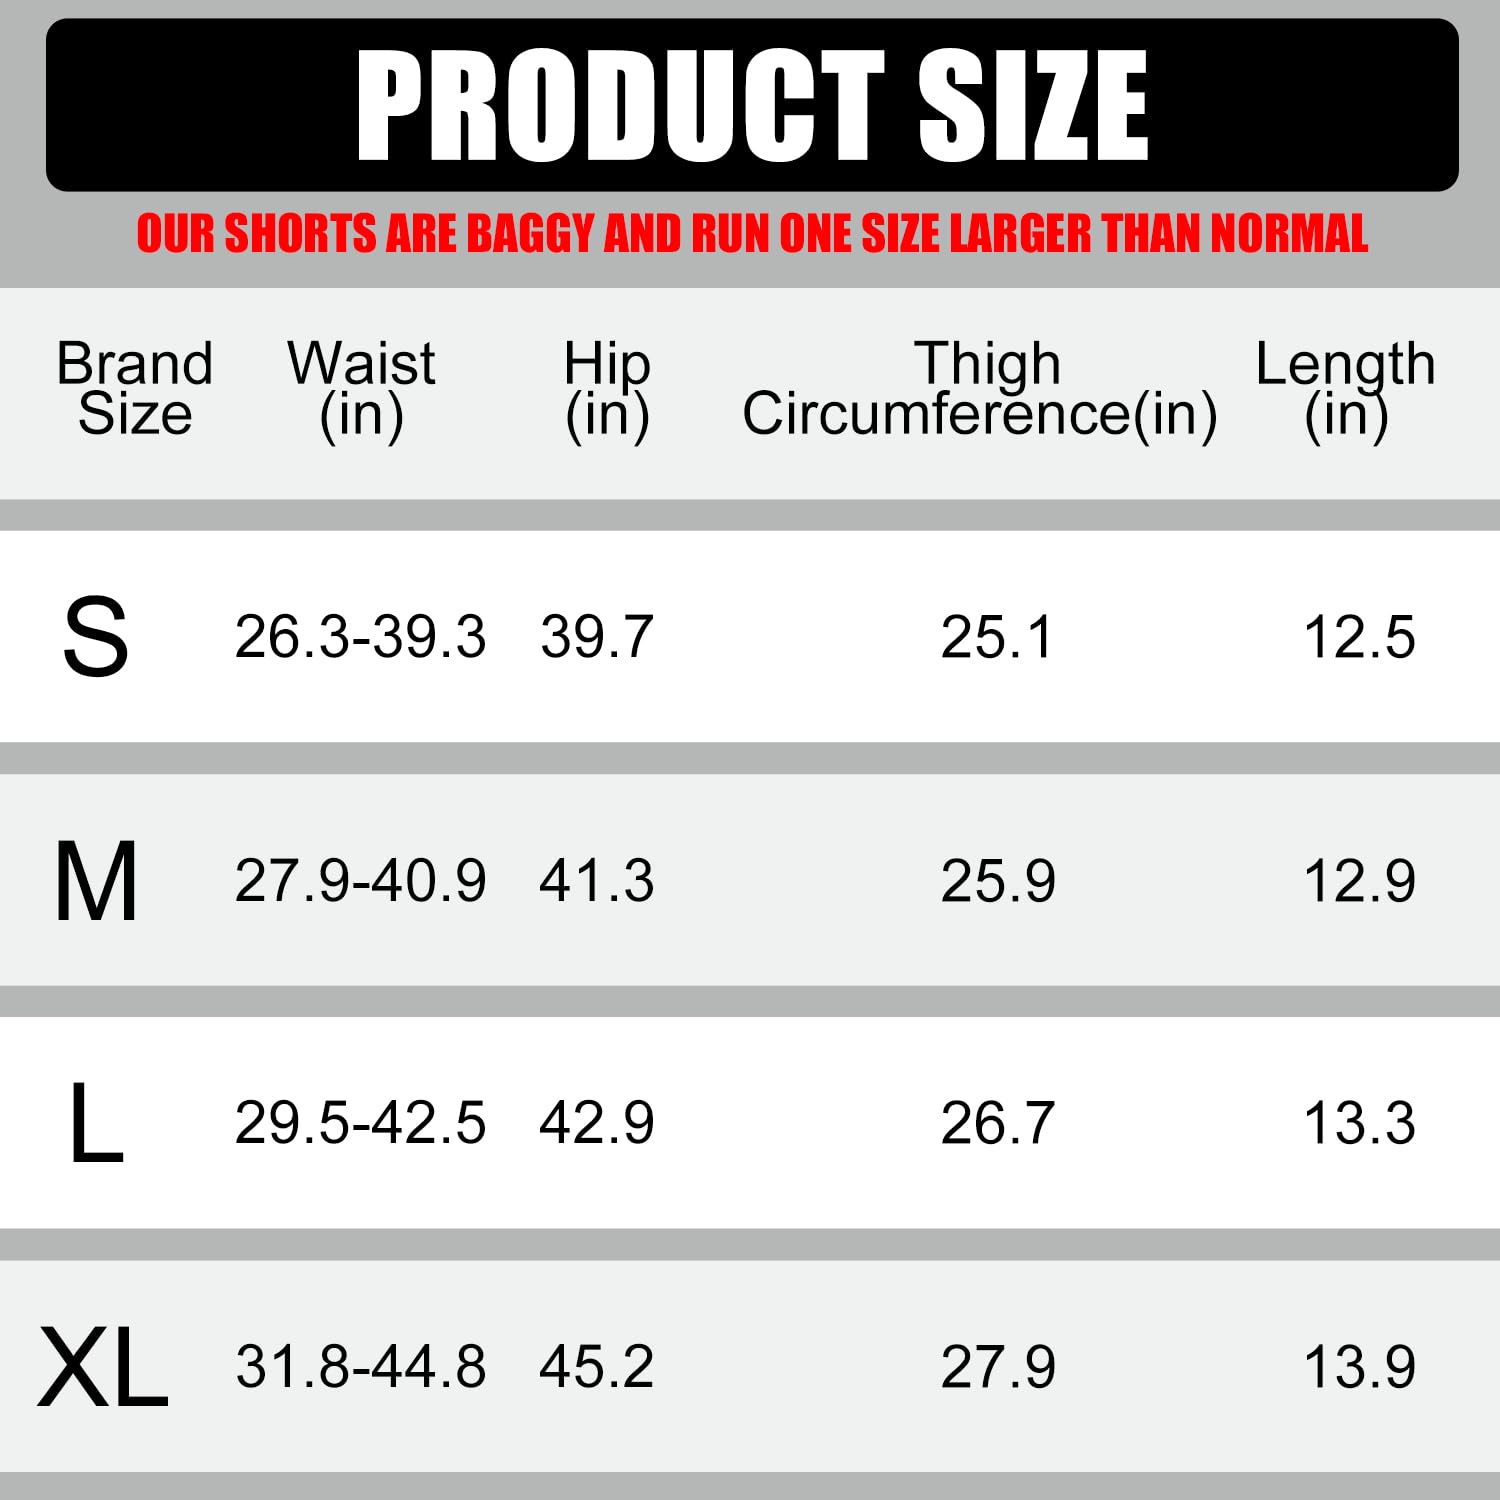 PRODUCT SIZE
OUR SHORTS ARE BAGGY AND RUN ONE SIZE LARGER THAN NORMAL
Brand Size Waist (in) Hip (in) Thigh Circumference(in) Length (in)
S 26.3-39.3 39.7 25.1 12.5
M 27.9-40.9 41.3 25.9 12.9
L 29.5-42.5 42.9 26.7 13.3
XL 31.8-44.8 45.2 27.9 13.9